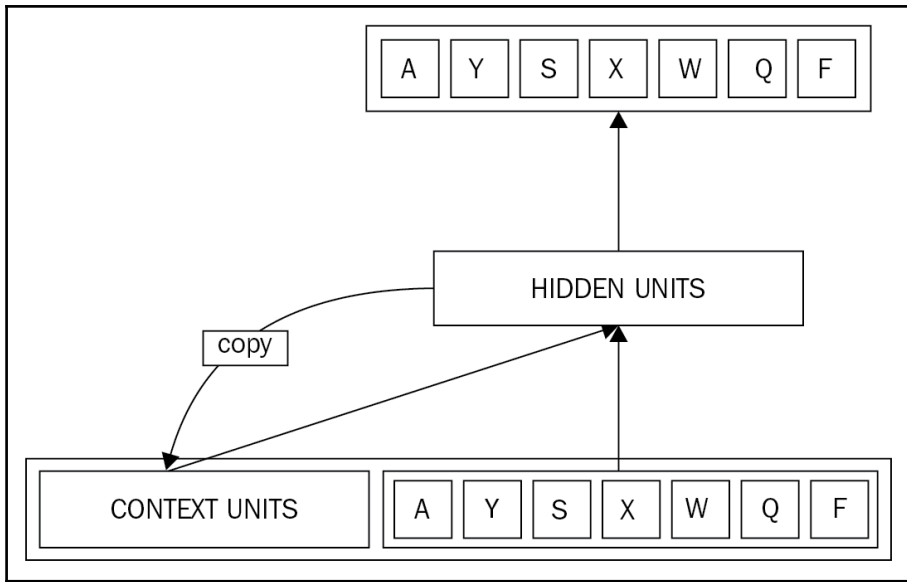 A Y S X W Q F
HIDDEN UNITS
copy
CONTEXT UNITS
A Y S X W Q F